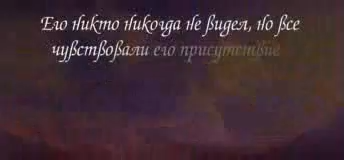 Его никто никогда не видел, но все
чувствовали его присутствие